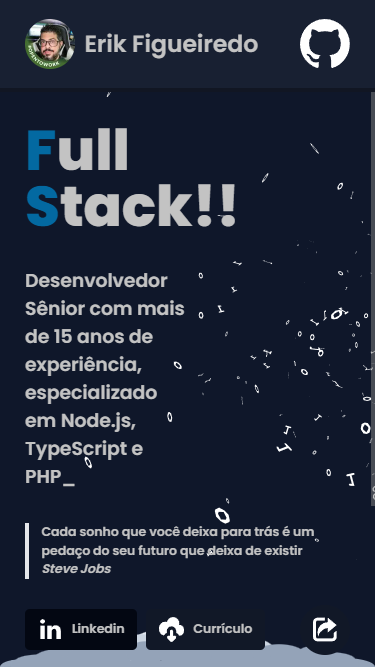 Erik Figueiredo
#OPENTOWORK
Full
Stack!!
Desenvolvedor
Sênior com mais
de 15 anos de
experiência,
especializado
em Node.js,
TypeScript e
PHP_
Cada sonho que você deixa para trás é um
pedaço do seu futuro que deixa de existir
Steve Jobs
in Linkedin
Currículo